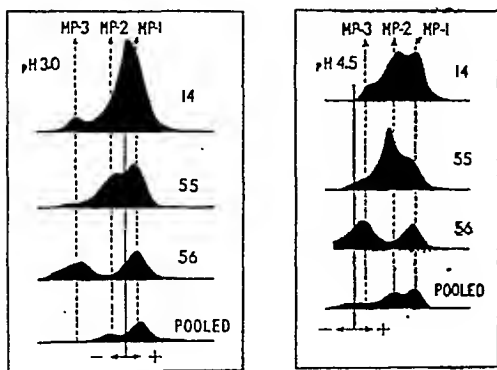 MP-3 MP-2 MP-1
pH 3.0
14
55
56
POOLED
- +
MP-3 MP-2 MP-1
pH 4.5
14
55
56
POOLED
- +